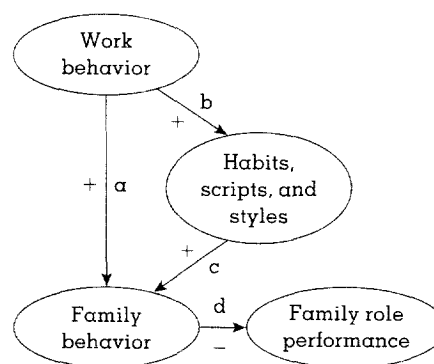 Work
behavior
b
+
+ a
Habits,
scripts, and
styles
+
c
Family
behavior
d
−
Family role
performance